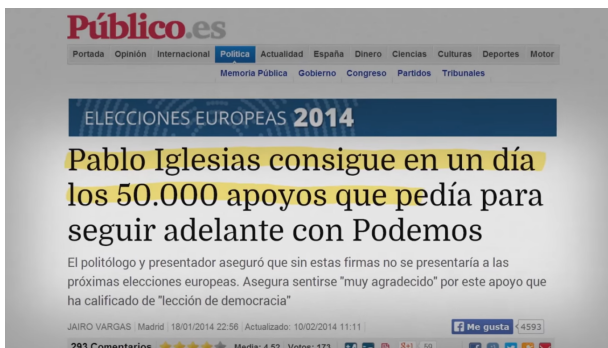 Público.es
Portada Opinión Internacional Política Actualidad España Dinero Ciencias Culturas Deportes Motor
Memoria Pública Gobierno Congreso Partidos Tribunales
ELECCIONES EUROPEAS 2014
Pablo Iglesias consigue en un día
los 50.000 apoyos que pedía para
seguir adelante con Podemos
El politólogo y presentador aseguró que sin estas firmas no se presentaría a las
próximas elecciones europeas. Asegura sentirse "muy agradecido" por este apoyo que
ha calificado de "lección de democracia"
JAIRO VARGAS Madrid 18/01/2014 22:56 Actualizado: 10/02/2014 11:11 Me gusta 4593
293 Comentarios Media: 4.52 Votos: 173 +1 59